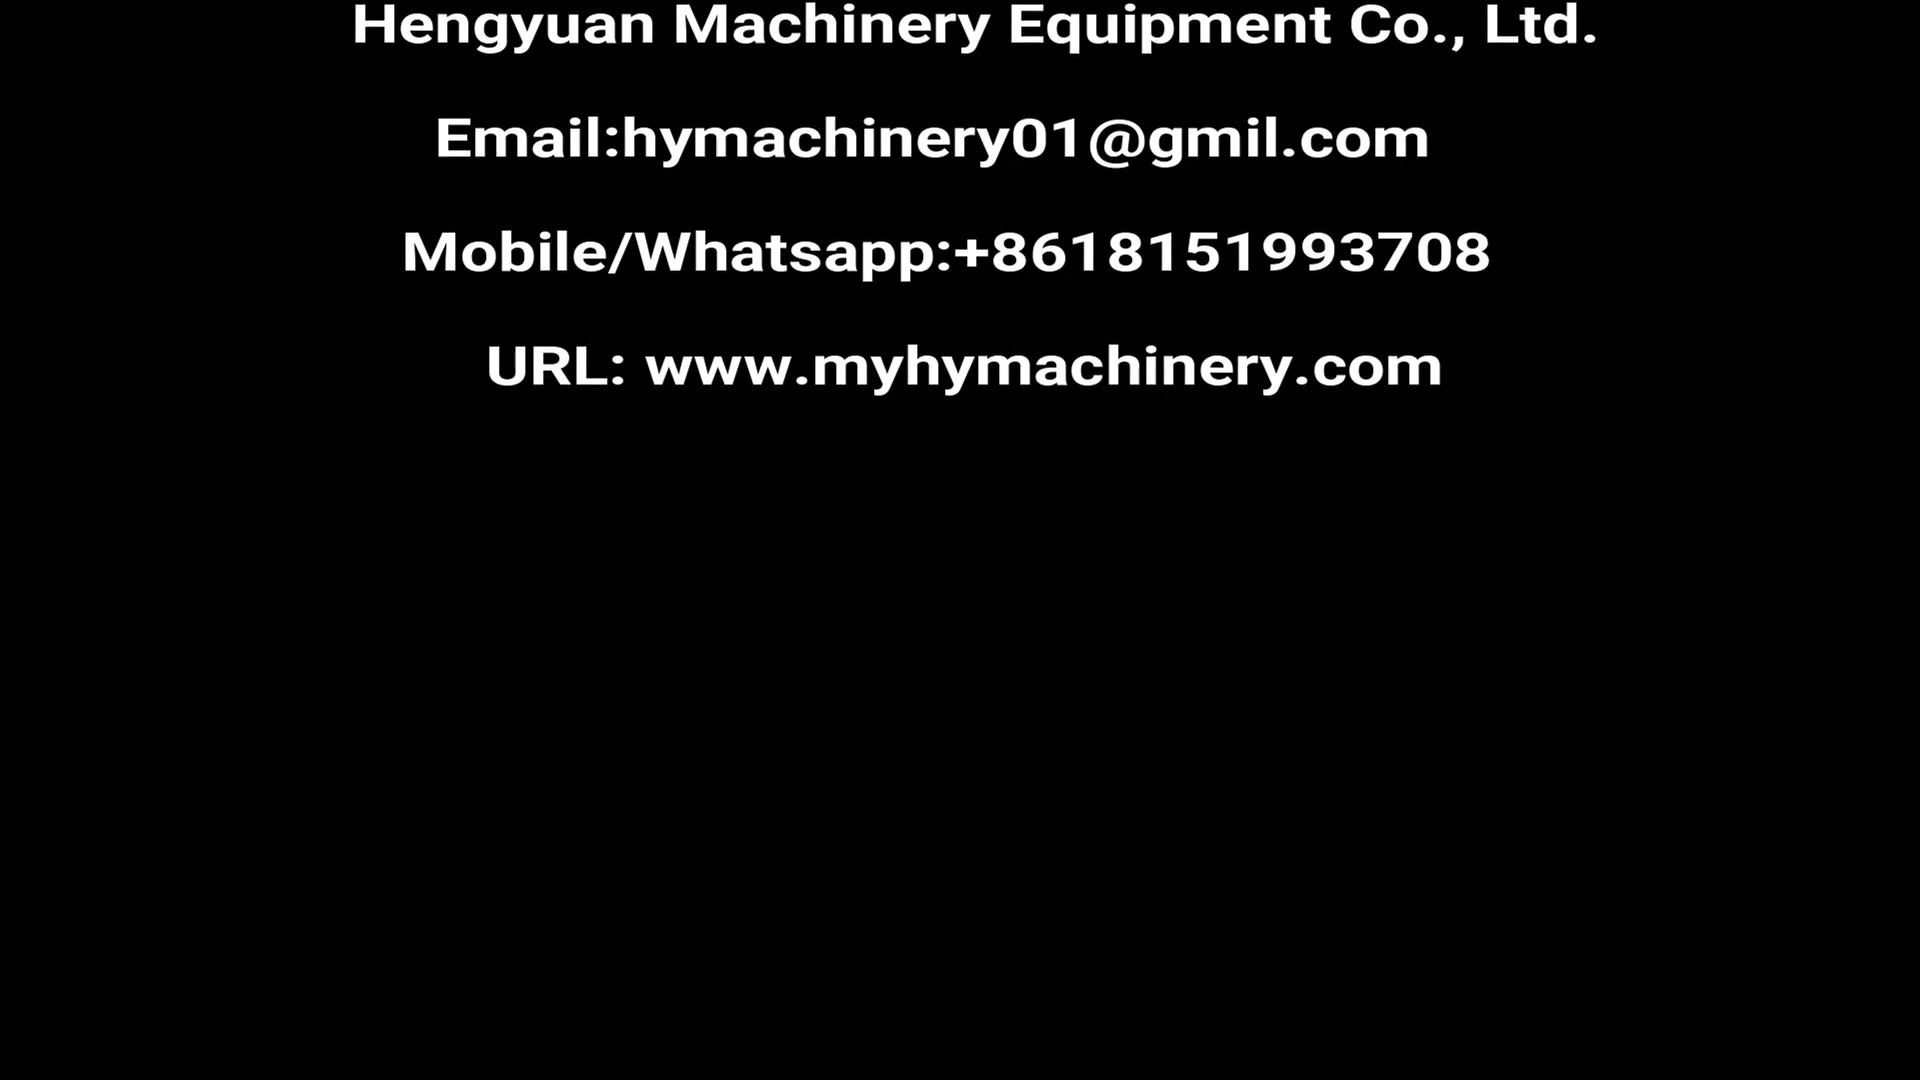 Hengyuan Machinery Equipment Co., Ltd.
Email:hymachinery01@gmil.com
Mobile/Whatsapp:+8618151993708
URL: www.myhymachinery.com